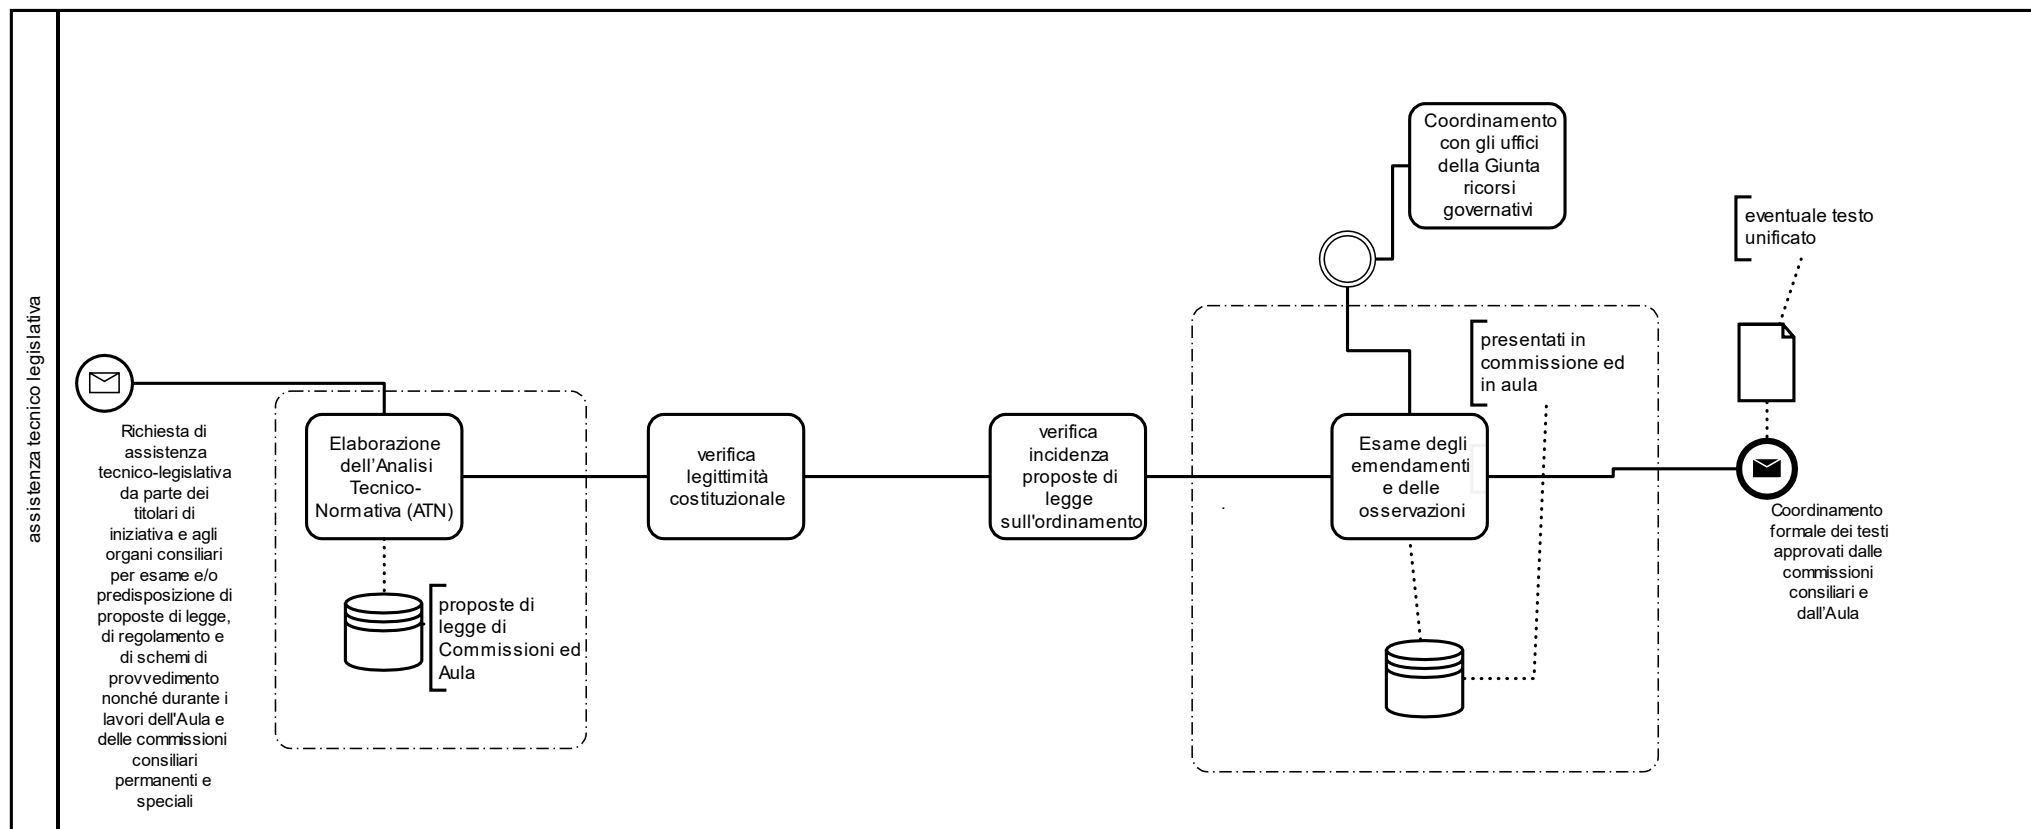 assistenza tecnico legislativa
Richiesta di
assistenza
tecnico-legislativa
da parte dei
titolari di
iniziativa e agli
organi consiliari
per esame e/o
predisposizione di
proposte di legge,
di regolamento e
di schemi di
provvedimento
nonché durante i
lavori dell'Aula e
delle commissioni
consiliari
permanenti e
speciali
Elaborazione
dell'Analisi
Tecnico-
Normativa (ATN)
proposte di
legge di
Commissioni ed
Aula
verifica
legittimità
costituzionale
verifica
incidenza
proposte di
legge
sull'ordinamento
Coordinamento
con gli uffici
della Giunta
ricorsi
governativi
presentati in
commissione ed
in aula
Esame degli
emendamenti
e delle
osservazioni
eventuale testo
unificato
Coordinamento
formale dei testi
approvati dalle
commissioni
consiliari e
dall'Aula